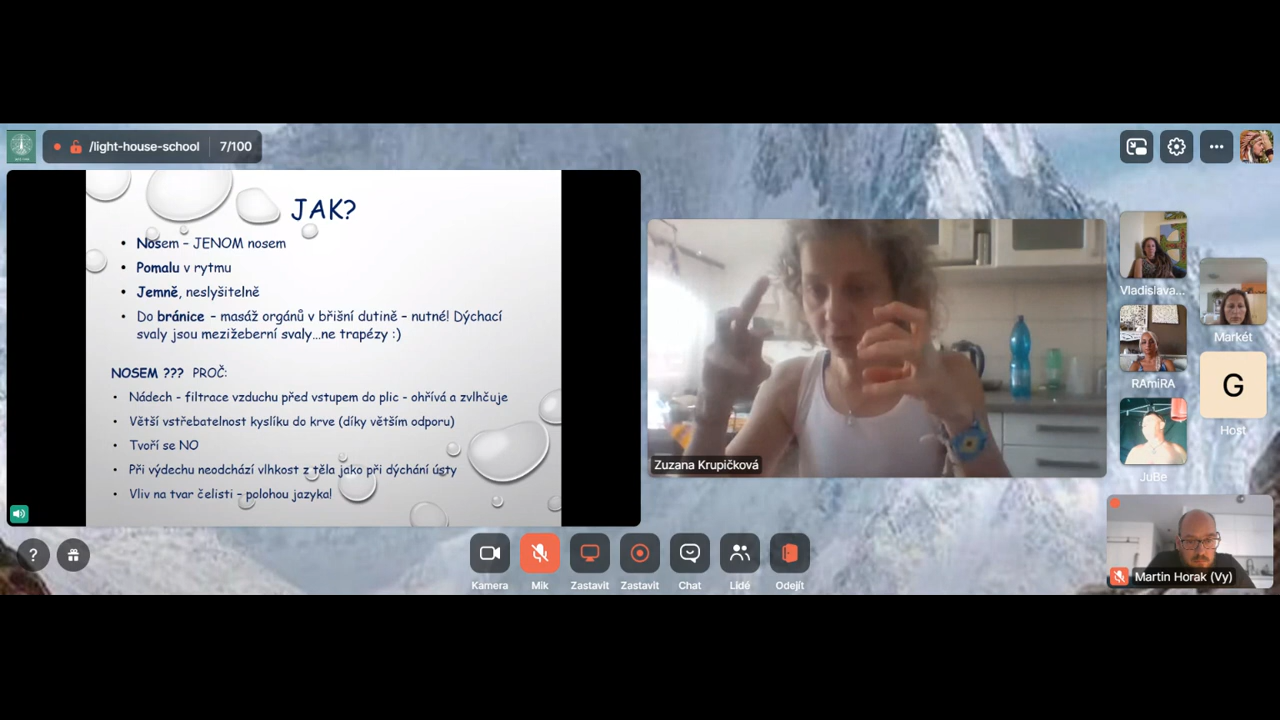 /light-house-school 7/100
JAK?
• Nosem – JENOM nosem
• Pomalu v rytmu
• Jemně, neslyšitelně
• Do bránice – masáž orgánů v břišní dutině – nutné! Dýchací
svaly jsou mezižeberní svaly...ne trapézy :)
NOSEM ??? PROČ:
• Nádech - filtrace vzduchu před vstupem do plic - ohřívá a zvlhčuje
• Větší vstřebatelnost kyslíku do krve (díky větším odporu)
• Tvoří se NO
• Při výdechu neodchází vlhkost z těla jako při dýchání ústy
• Vliv na tvar čelisti – polohou jazyka!
Zuzana Krupičková
Vladislava...
Markét
RAmiRA
G
Host
JuBe
Martin Horak (Vy)
?
Kamera
Mik
Zastavit
Zastavit
Chat
Lidé
Odejít